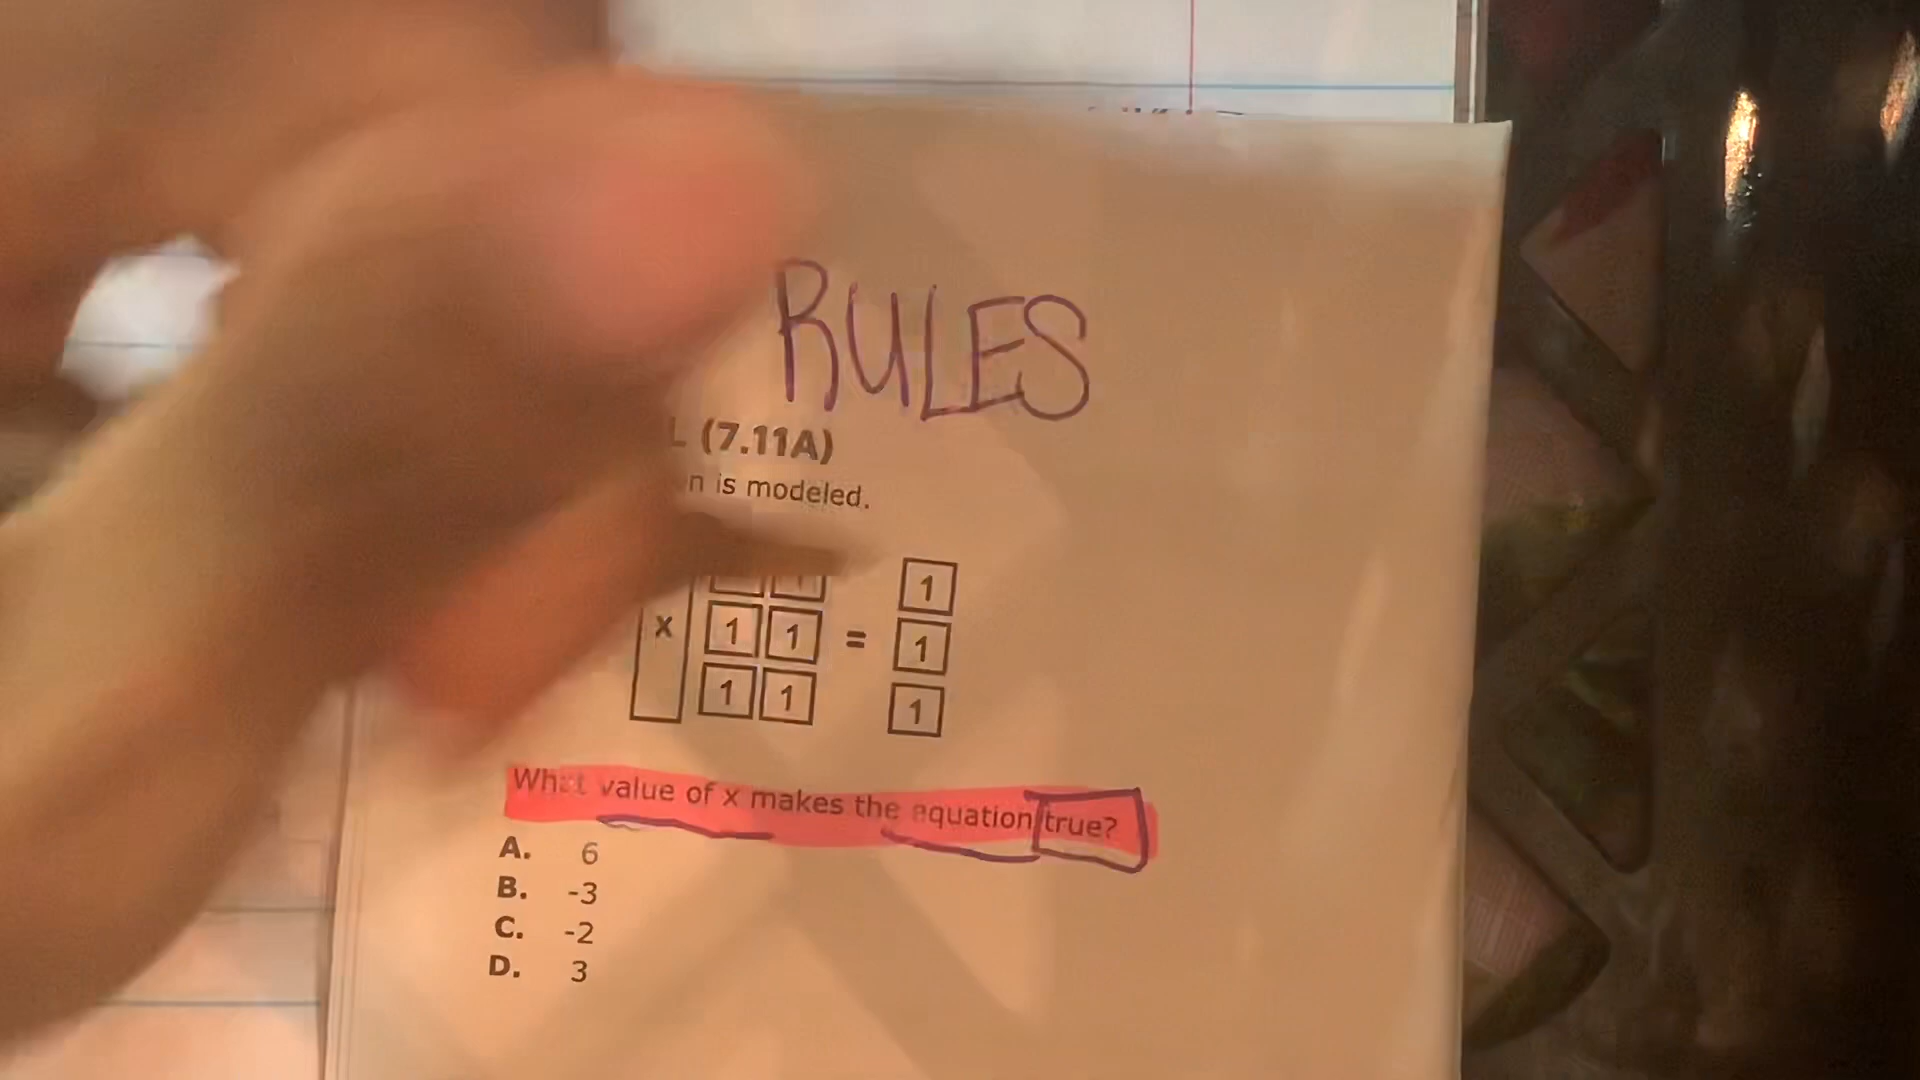 RULES
(7.11A)
is modeled.
1
x 1 1 = 1
1 1 1
What value of x makes the equation true?
A. 6
B. -3
C. -2
D. 3